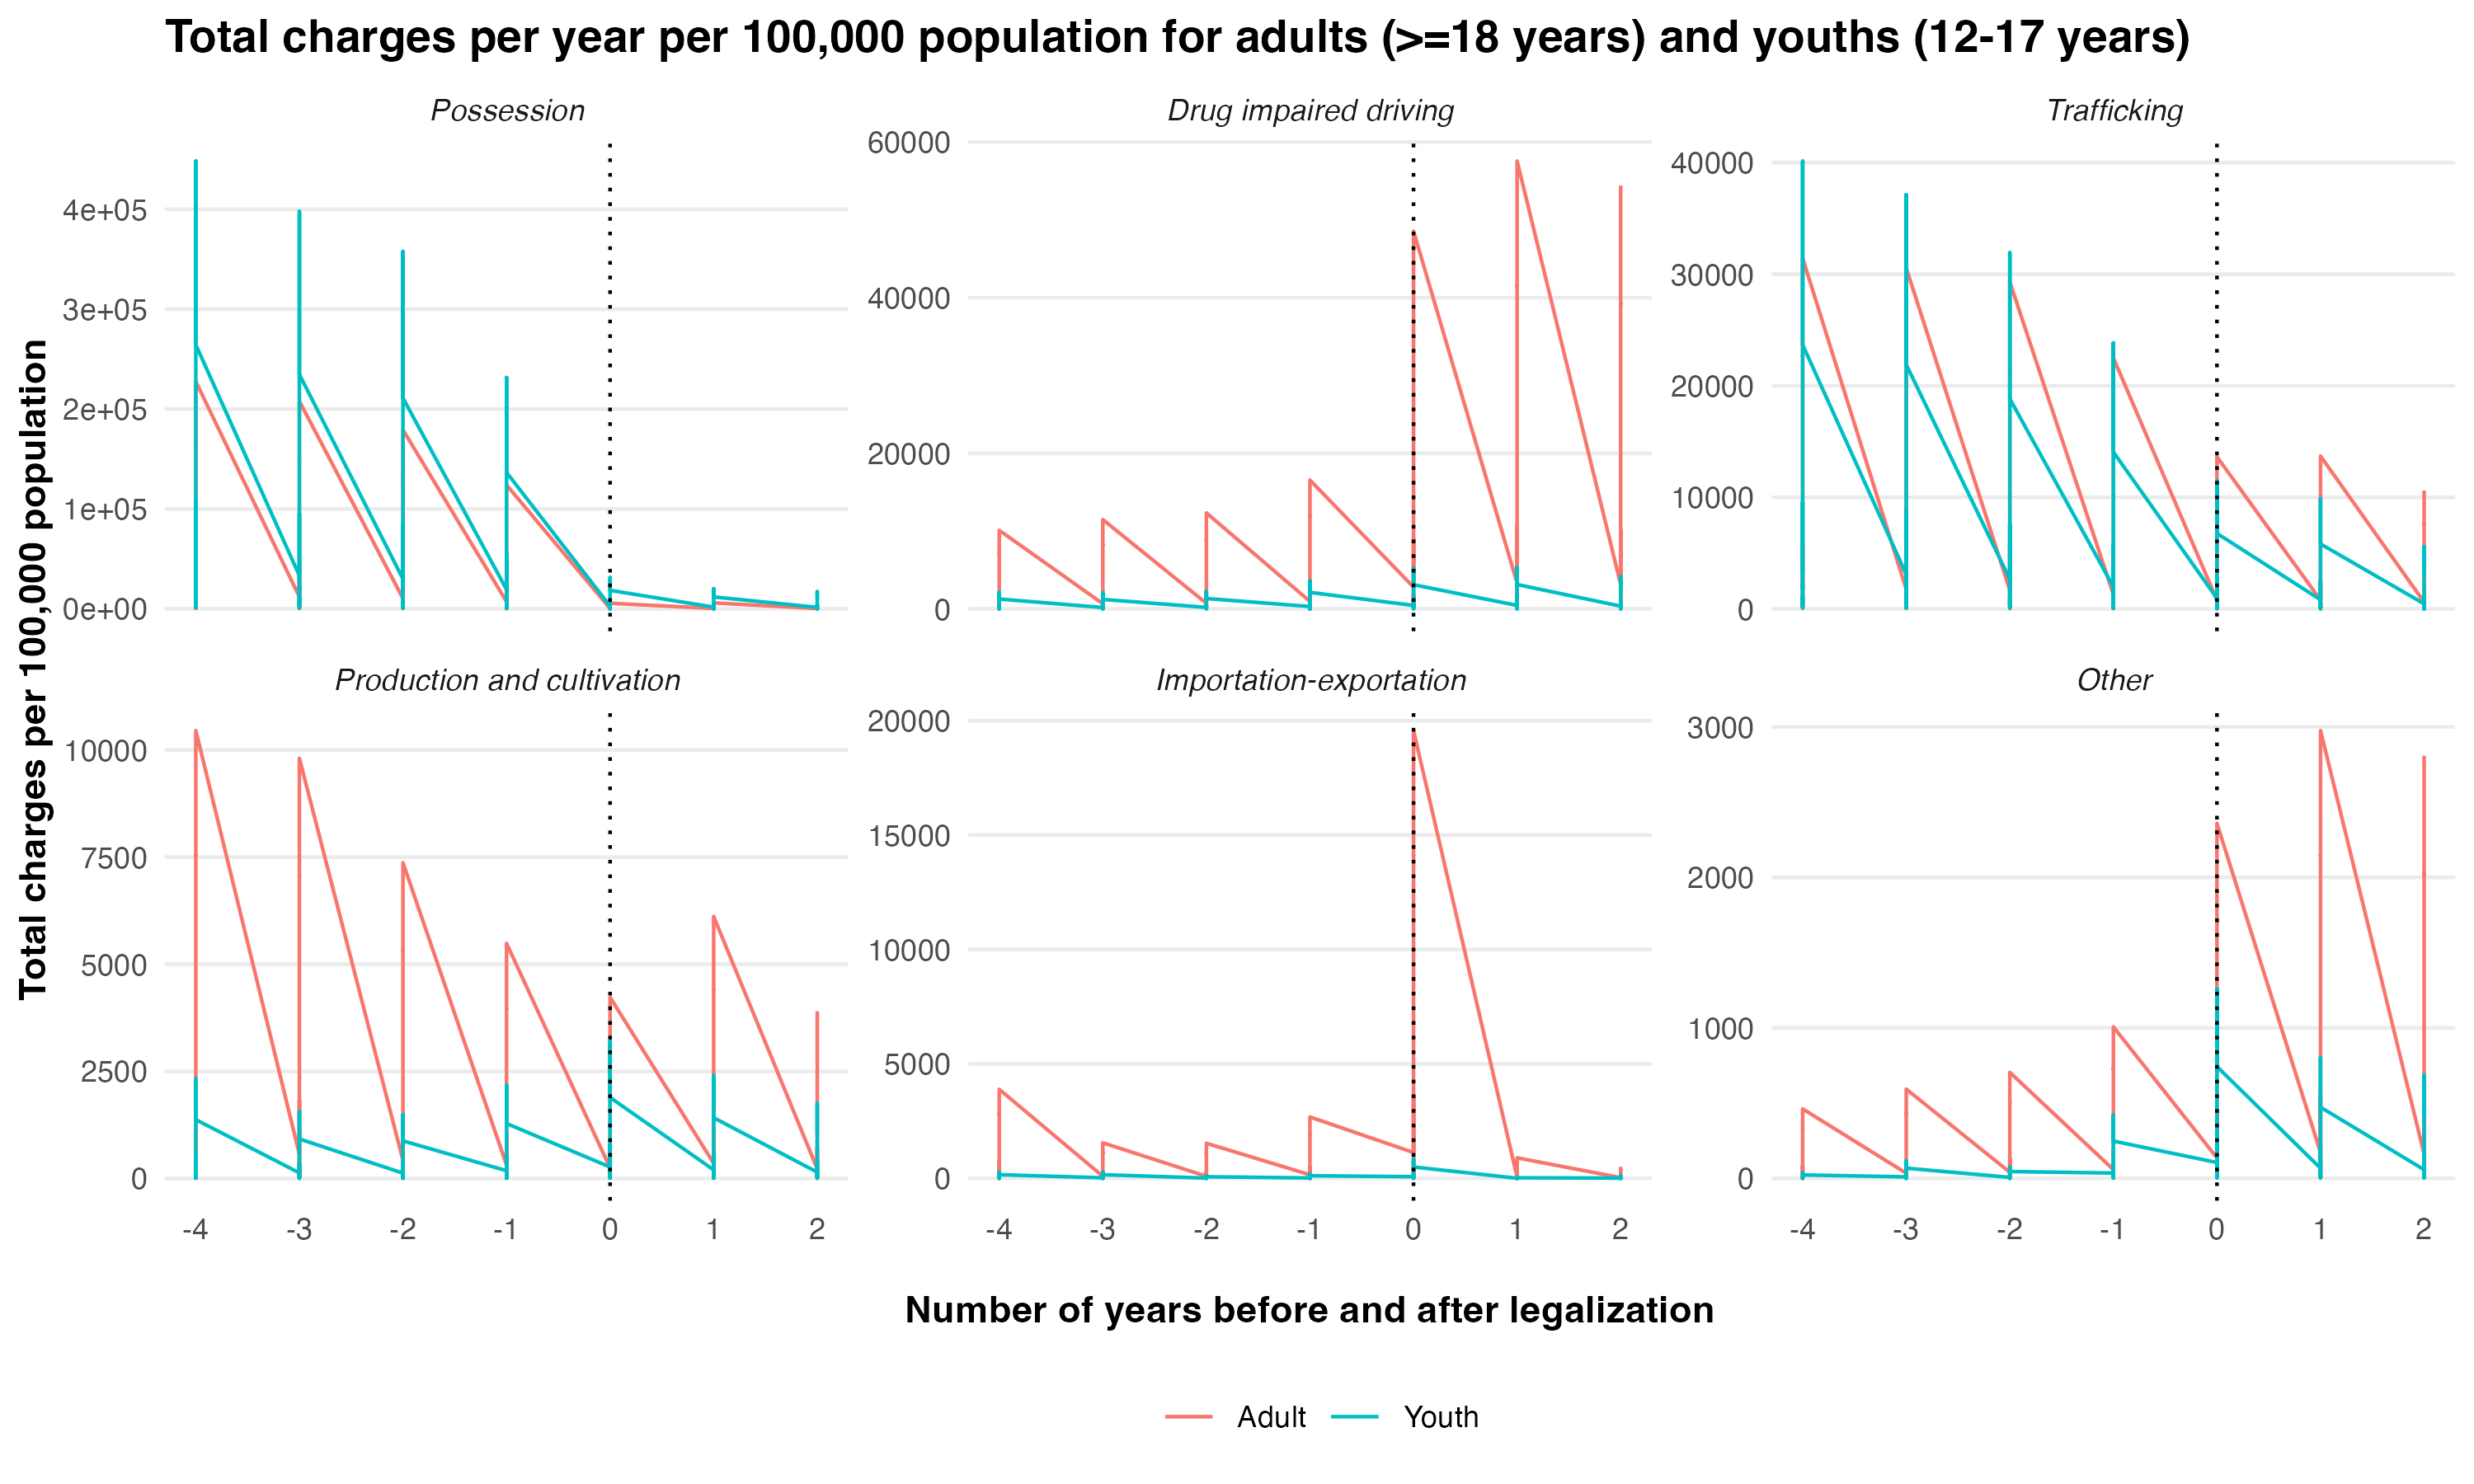 Total charges per year per 100,000 population for adults (>=18 years) and youths (12-17 years)
Possession
Drug impaired driving
Trafficking
4e+05
3e+05
2e+05
1e+05
0e+00
60000
40000
20000
0
40000
30000
20000
10000
0
Total charges per 100,000 population
Production and cultivation
Importation-exportation
Other
10000
7500
5000
2500
0
20000
15000
10000
5000
0
3000
2000
1000
0
-4 -3 -2 -1 0 1 2
-4 -3 -2 -1 0 1 2
-4 -3 -2 -1 0 1 2
Number of years before and after legalization
Adult Youth